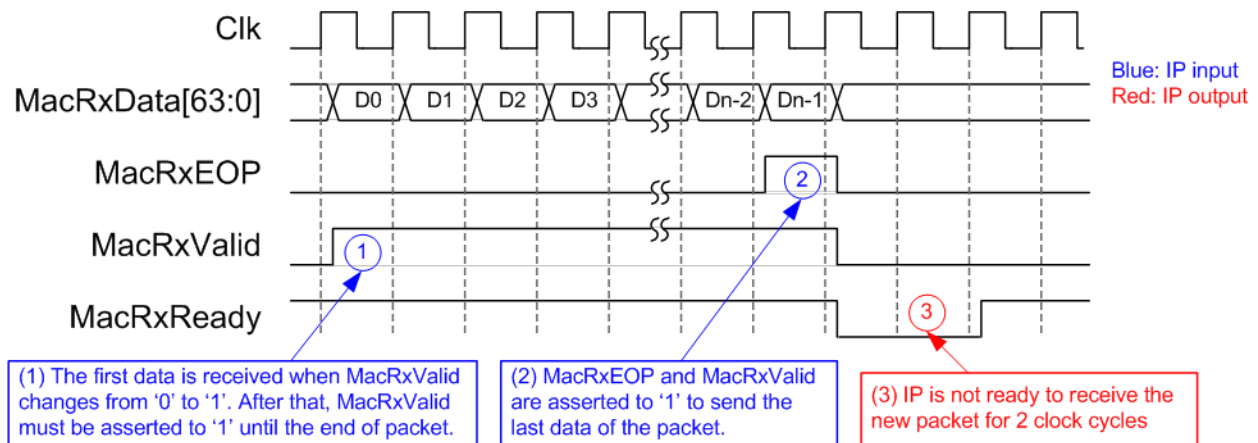 Clk
MacRxData[63:0]
D0 D1 D2 D3 Dn-2 Dn-1
Blue: IP input
Red: IP output
MacRxEOP
2
MacRxValid
1
MacRxReady
3
(1) The first data is received when MacRxValid
changes from ‘0’ to ‘1’. After that, MacRxValid
must be asserted to ‘1’ until the end of packet.
(2) MacRxEOP and MacRxValid
are asserted to ‘1’ to send the
last data of the packet.
(3) IP is not ready to receive the
new packet for 2 clock cycles